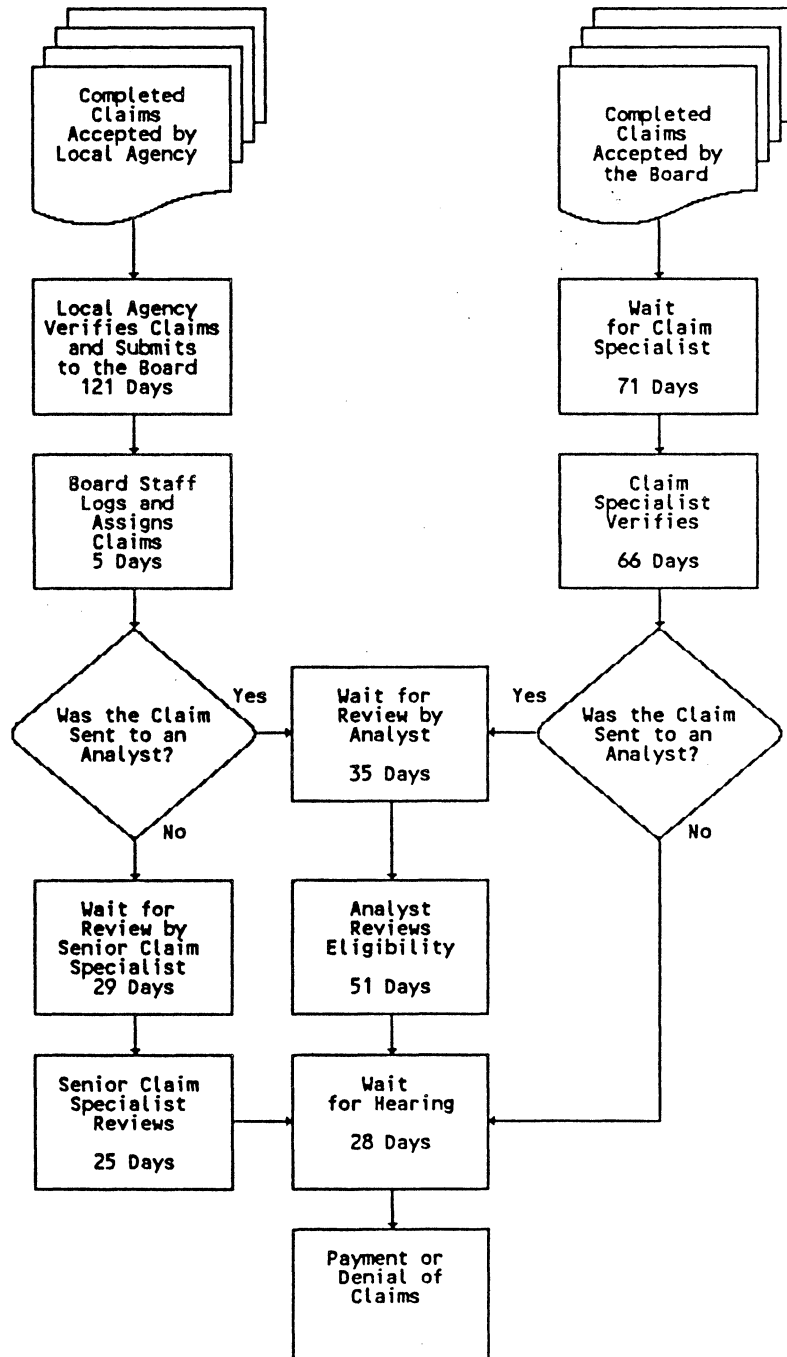 Completed
Claims
Accepted by
Local Agency
Completed
Claims
Accepted by
the Board
Local Agency
Verifies Claims
and Submits
to the Board
121 Days
Wait
for Claim
Specialist
71 Days
Board Staff
Logs and
Assigns
Claims
5 Days
Claim
Specialist
Verifies
66 Days
Was the Claim
Sent to an
Analyst?
Yes
No
Wait for
Review by
Analyst
35 Days
Yes
Was the Claim
Sent to an
Analyst?
No
Wait for
Review by
Senior Claim
Specialist
29 Days
Analyst
Reviews
Eligibility
51 Days
Senior Claim
Specialist
Reviews
25 Days
Wait
for Hearing
28 Days
Payment or
Denial of
Claims